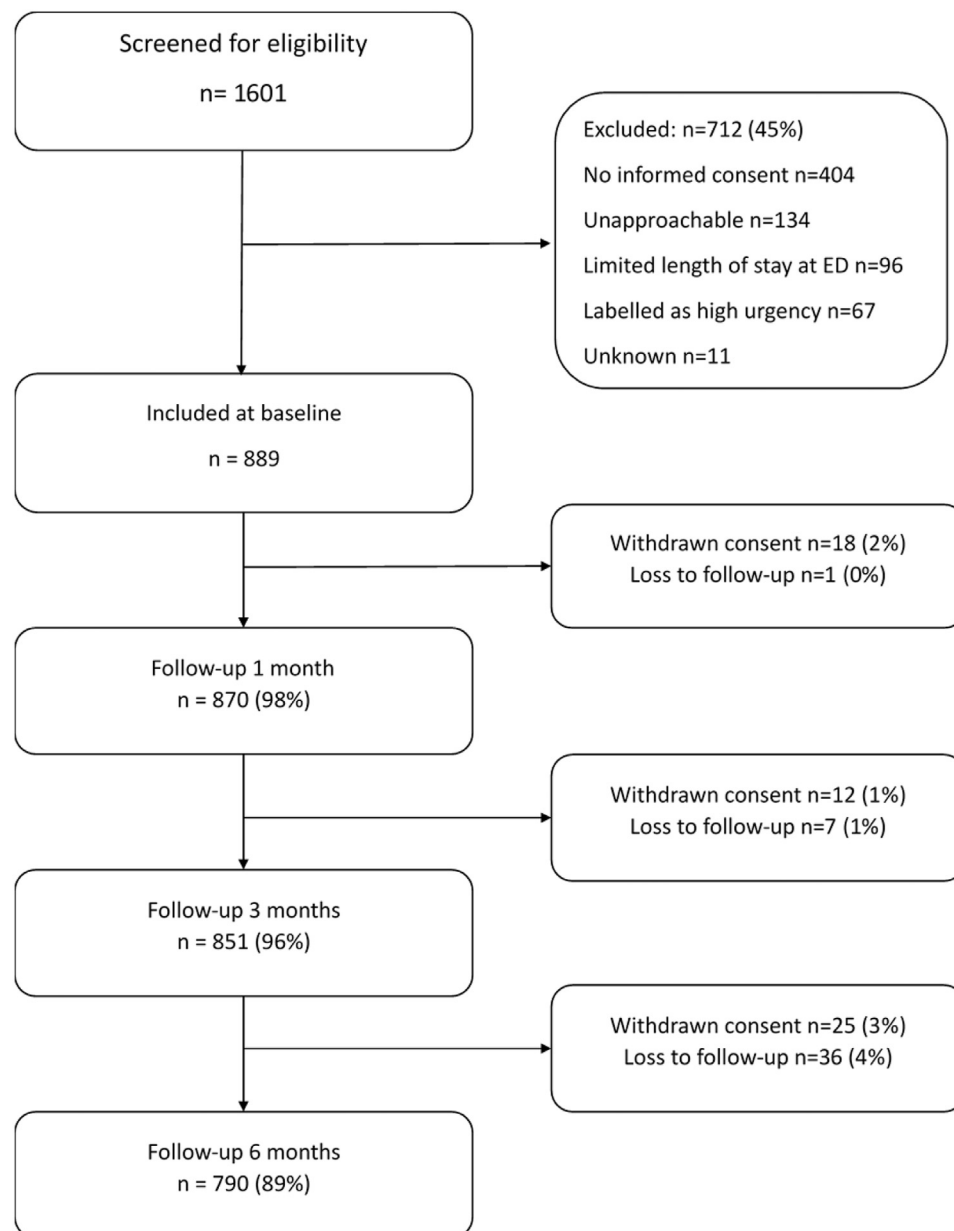 Screened for eligibility
n= 1601
Excluded: n=712 (45%)
No informed consent n=404
Unapproachable n=134
Limited length of stay at ED n=96
Labelled as high urgency n=67
Unknown n=11
Included at baseline
n = 889
Withdrawn consent n=18 (2%)
Loss to follow-up n=1 (0%)
Follow-up 1 month
n = 870 (98%)
Withdrawn consent n=12 (1%)
Loss to follow-up n=7 (1%)
Follow-up 3 months
n = 851 (96%)
Withdrawn consent n=25 (3%)
Loss to follow-up n=36 (4%)
Follow-up 6 months
n = 790 (89%)